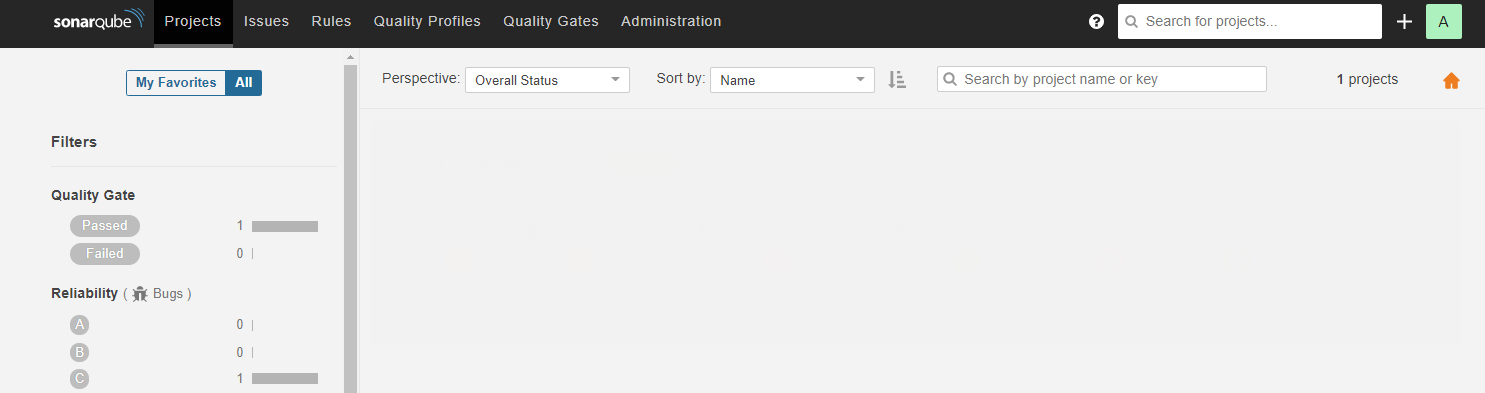 sonarqube Projects Issues Rules Quality Profiles Quality Gates Administration ? Search for projects... A
My Favorites All Perspective: Overall Status Sort by: Name Search by project name or key 1 projects
Filters
Quality Gate
Passed 1
Failed 0
Reliability ( Bugs )
A 0
B 0
C 1